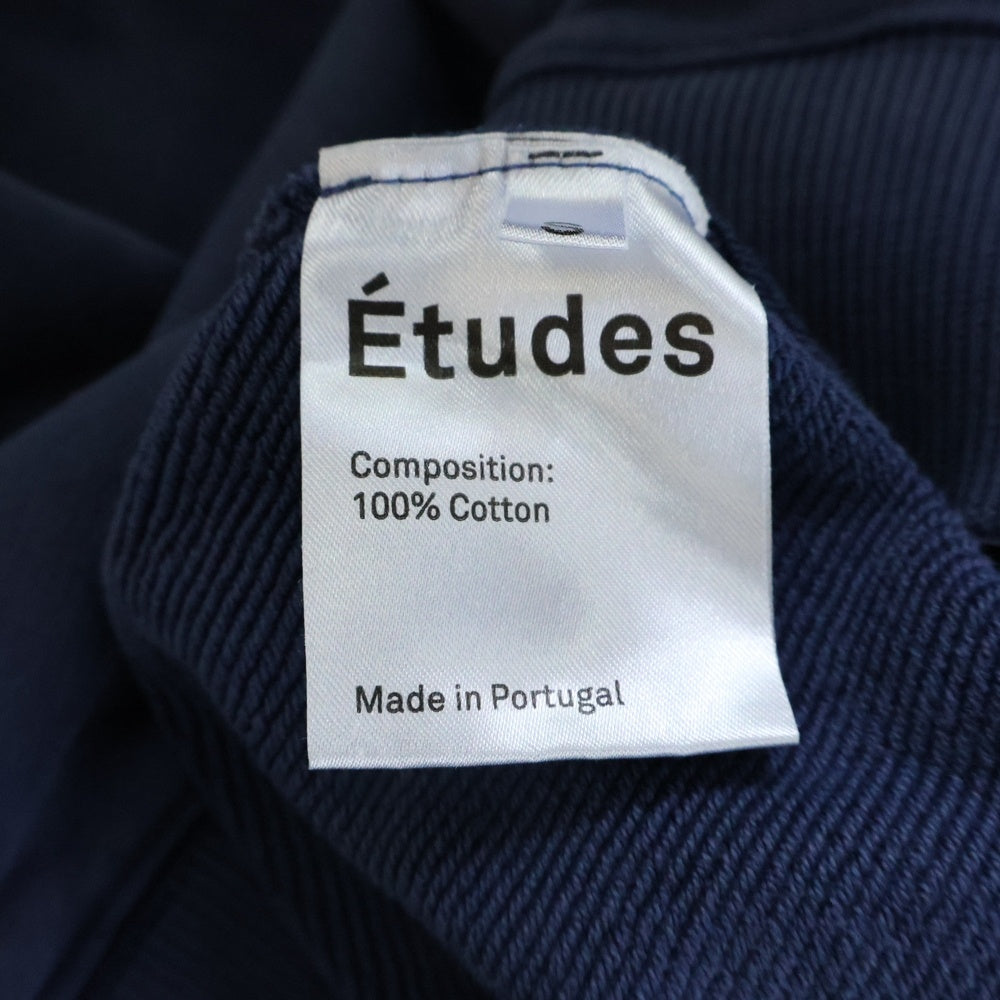 Études
Composition:
100% Cotton
Made in Portugal